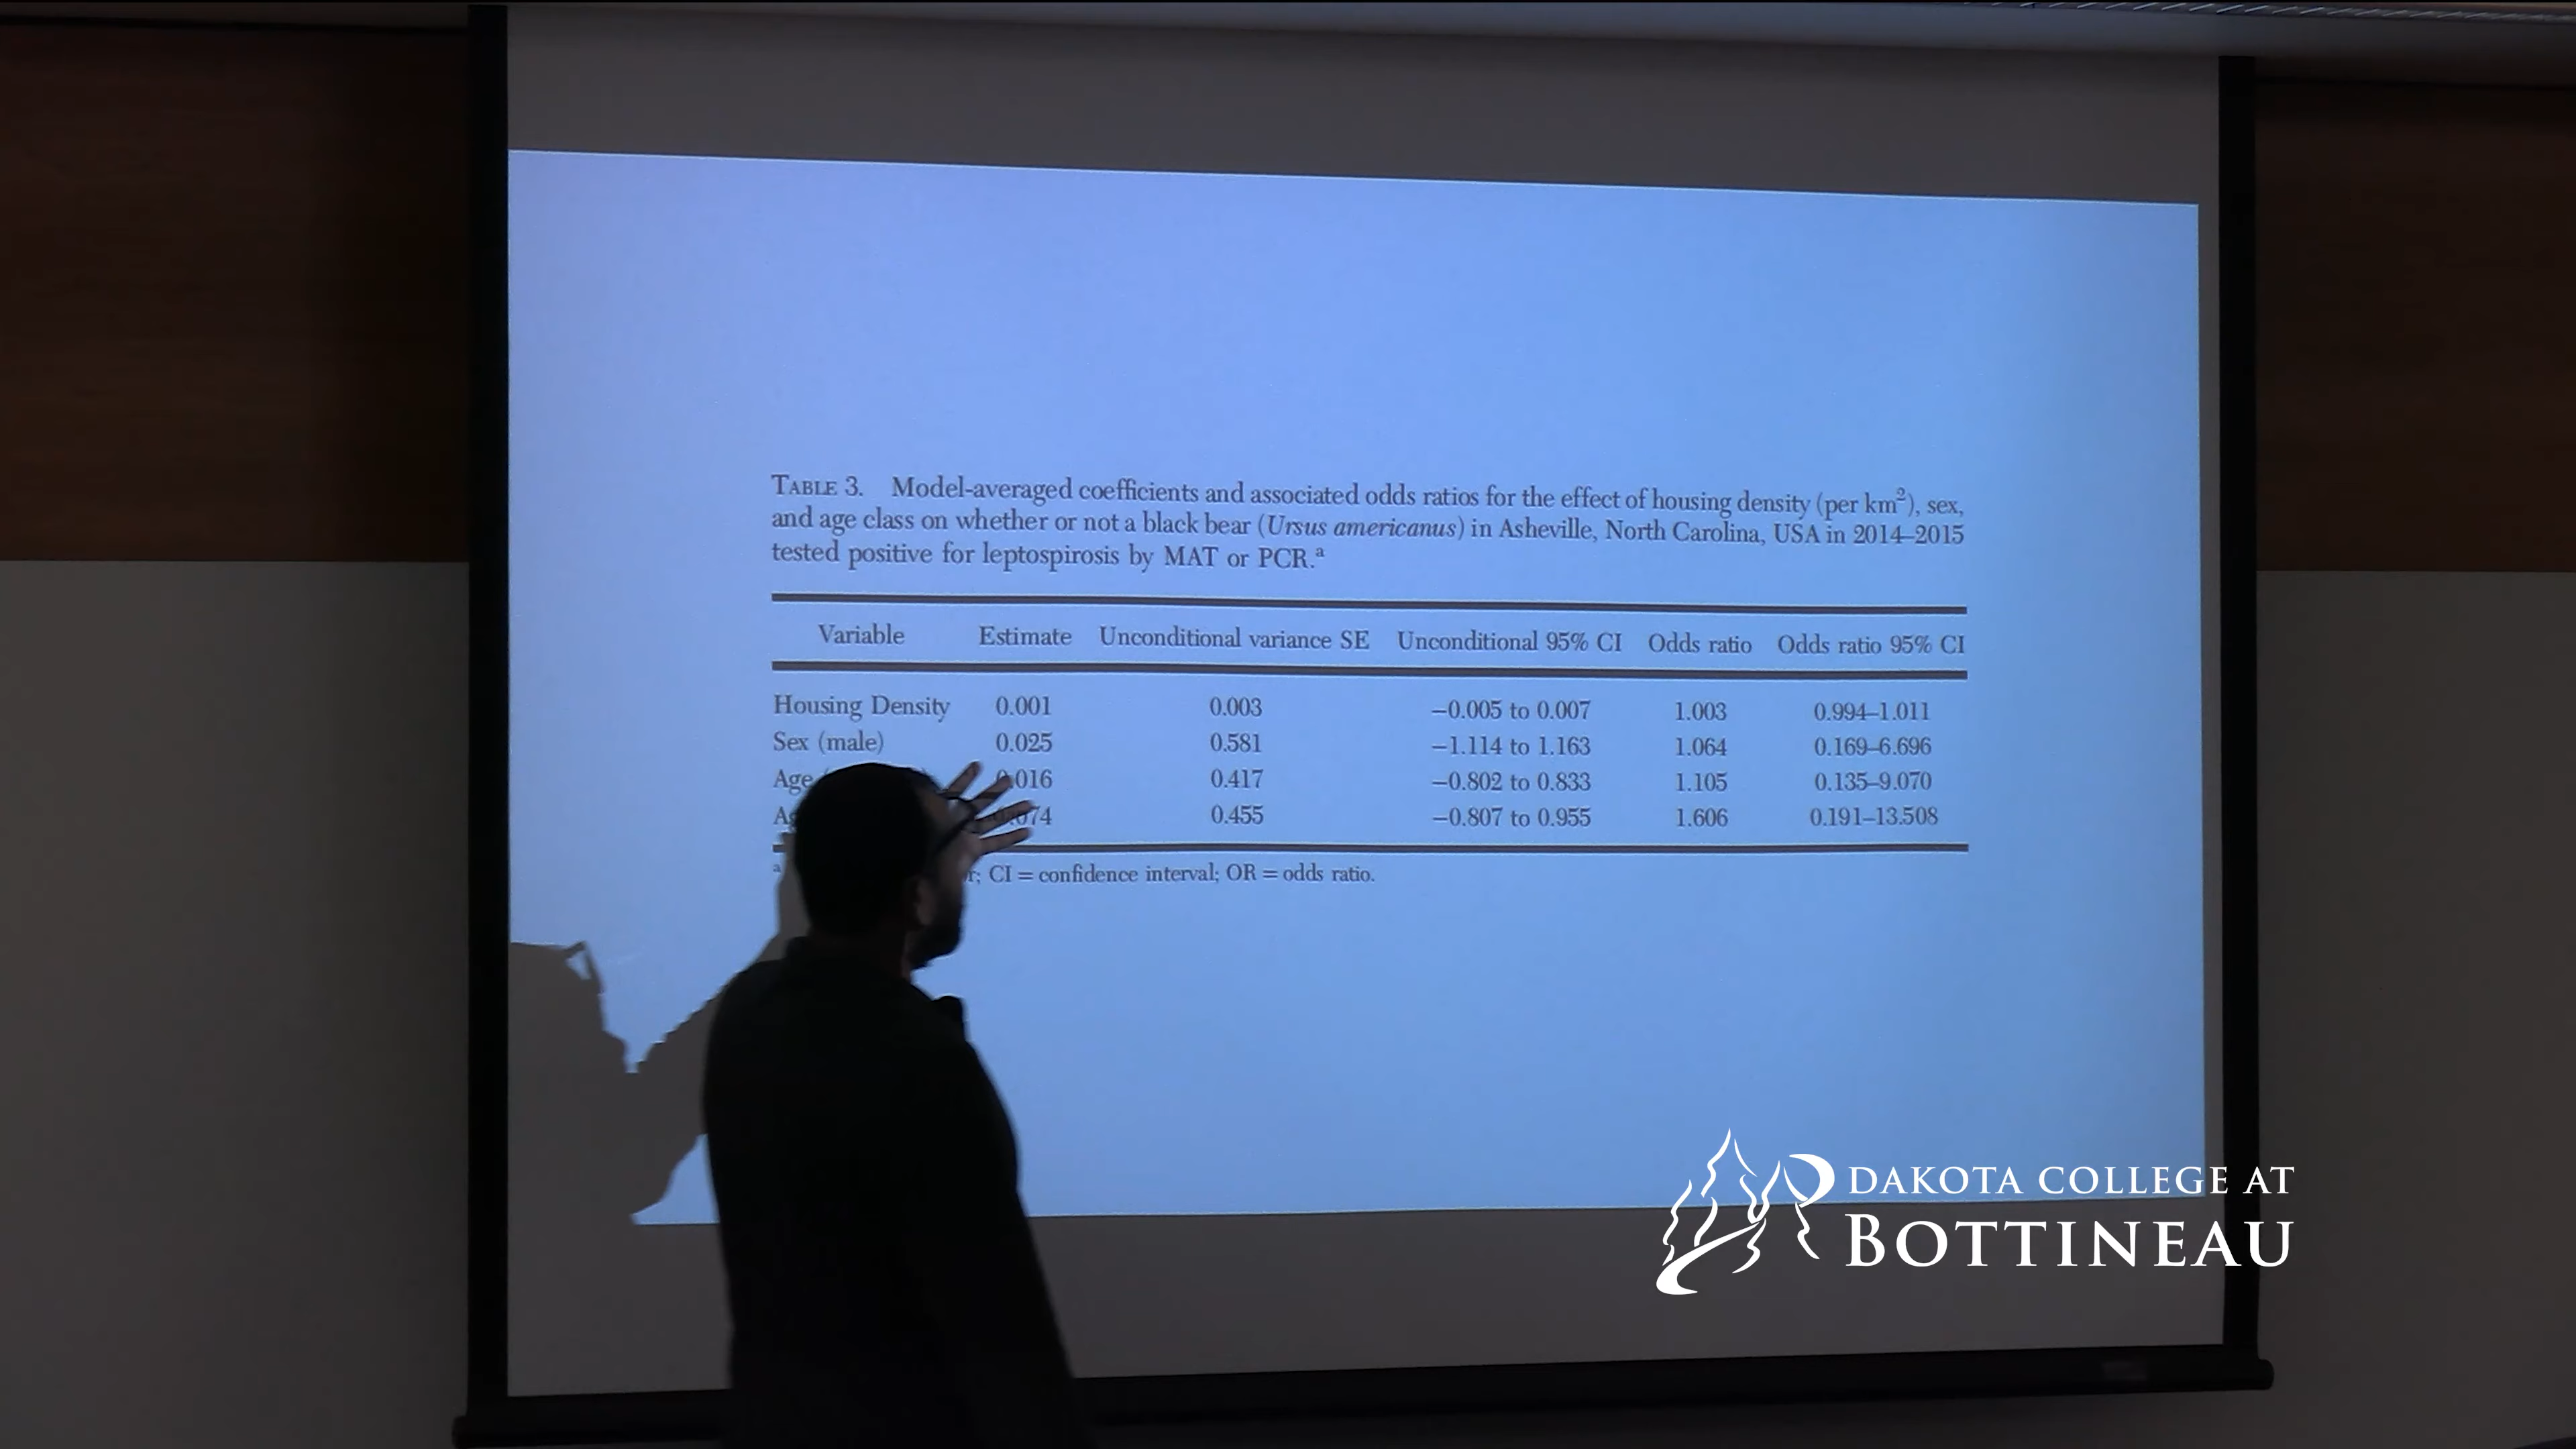 TABLE 3. Model-averaged coefficients and associated odds ratios for the effect of housing density (per km²), sex,
and age class on whether or not a black bear (Ursus americanus) in Asheville, North Carolina, USA in 2014–2015
tested positive for leptospirosis by MAT or PCR.ᵃ
Variable Estimate Unconditional variance SE Unconditional 95% CI Odds ratio Odds ratio 95% CI
Housing Density 0.001 0.003 −0.005 to 0.007 1.003 0.994–1.011
Sex (male) 0.025 0.581 −1.114 to 1.163 1.064 0.169–6.696
Age 0.016 0.417 −0.802 to 0.833 1.105 0.135–9.070
0.455 −0.807 to 0.955 1.606 0.191–13.508
ᵃ CI = confidence interval; OR = odds ratio.
DAKOTA COLLEGE AT
BOTTINEAU